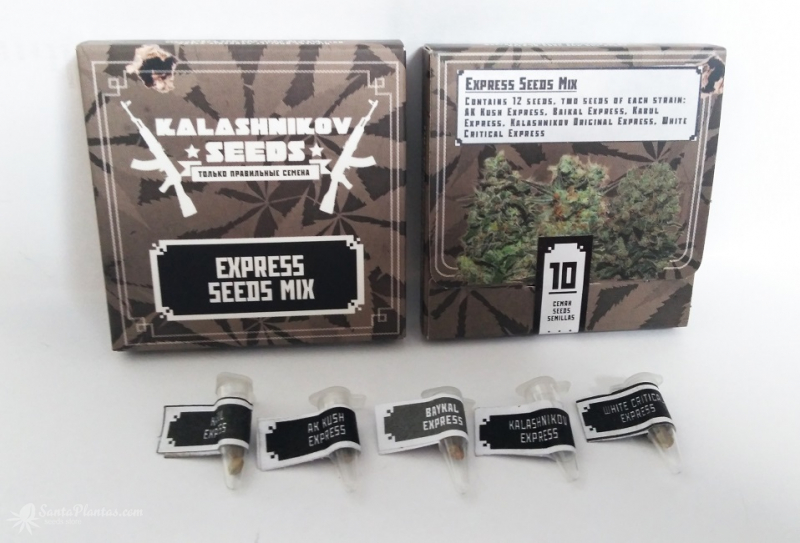 KALASHNIKOV
SEEDS
ТОЛЬКО ПРАВИЛЬНЫЕ СЕМЕНА
EXPRESS
SEEDS MIX
Express Seeds Mix
Contains 12 seeds, two seeds of each strain:
AK Kush Express, Baikal Express, Karol
Express, Kalashnikov Original Express, White
Critical Express
10
СЕМЯН
SEEDS
SEMILLAS
EXPRESS
AK KUSH
EXPRESS
BAYKAL
EXPRESS
KALASHNIKOV
EXPRESS
WHITE CRITICAL
EXPRESS
SantaPlantas.com